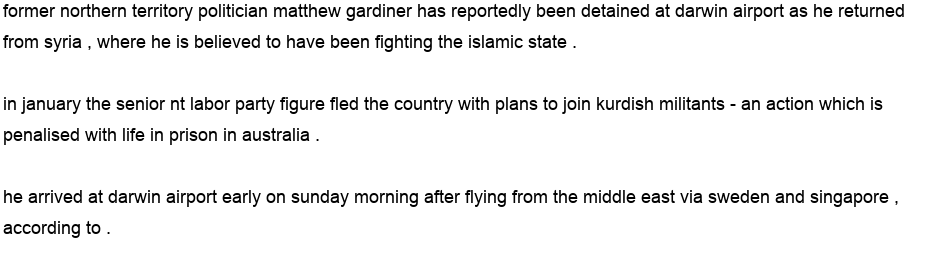 former northern territory politician matthew gardiner has reportedly been detained at darwin airport as he returned
from syria , where he is believed to have been fighting the islamic state .
in january the senior nt labor party figure fled the country with plans to join kurdish militants - an action which is
penalised with life in prison in australia .
he arrived at darwin airport early on sunday morning after flying from the middle east via sweden and singapore ,
according to .